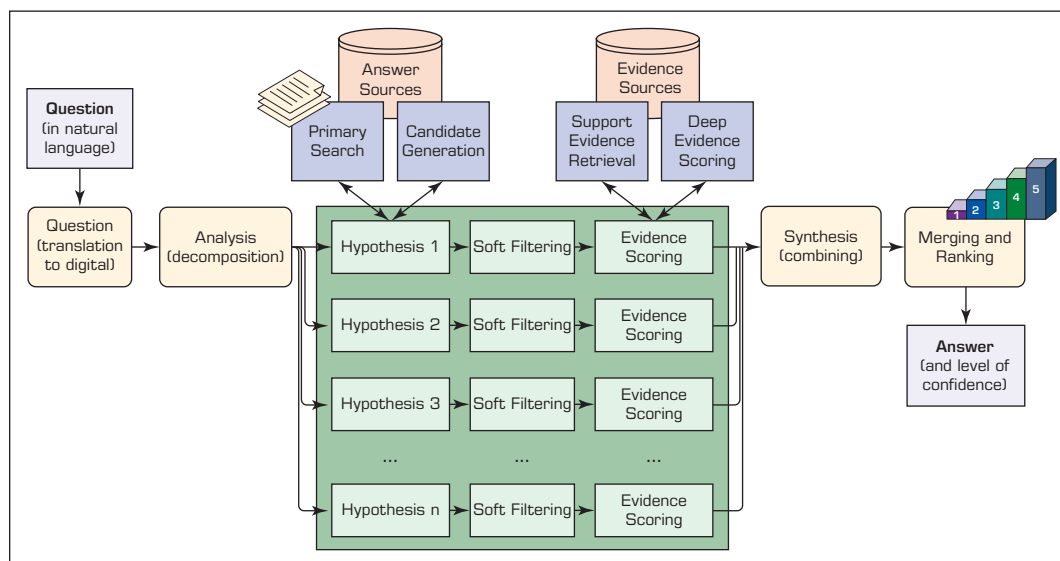 Answer
Sources
Evidence
Sources
Question
(in natural
language)
Primary
Search
Candidate
Generation
Support
Evidence
Retrieval
Deep
Evidence
Scoring
1
2
3
4
5
Question
(translation
to digital)
Analysis
(decomposition)
Hypothesis 1
Soft Filtering
Evidence
Scoring
Synthesis
(combining)
Merging and
Ranking
Hypothesis 2
Soft Filtering
Evidence
Scoring
Answer
(and level of
confidence)
Hypothesis 3
Soft Filtering
Evidence
Scoring
...
...
...
Hypothesis n
Soft Filtering
Evidence
Scoring